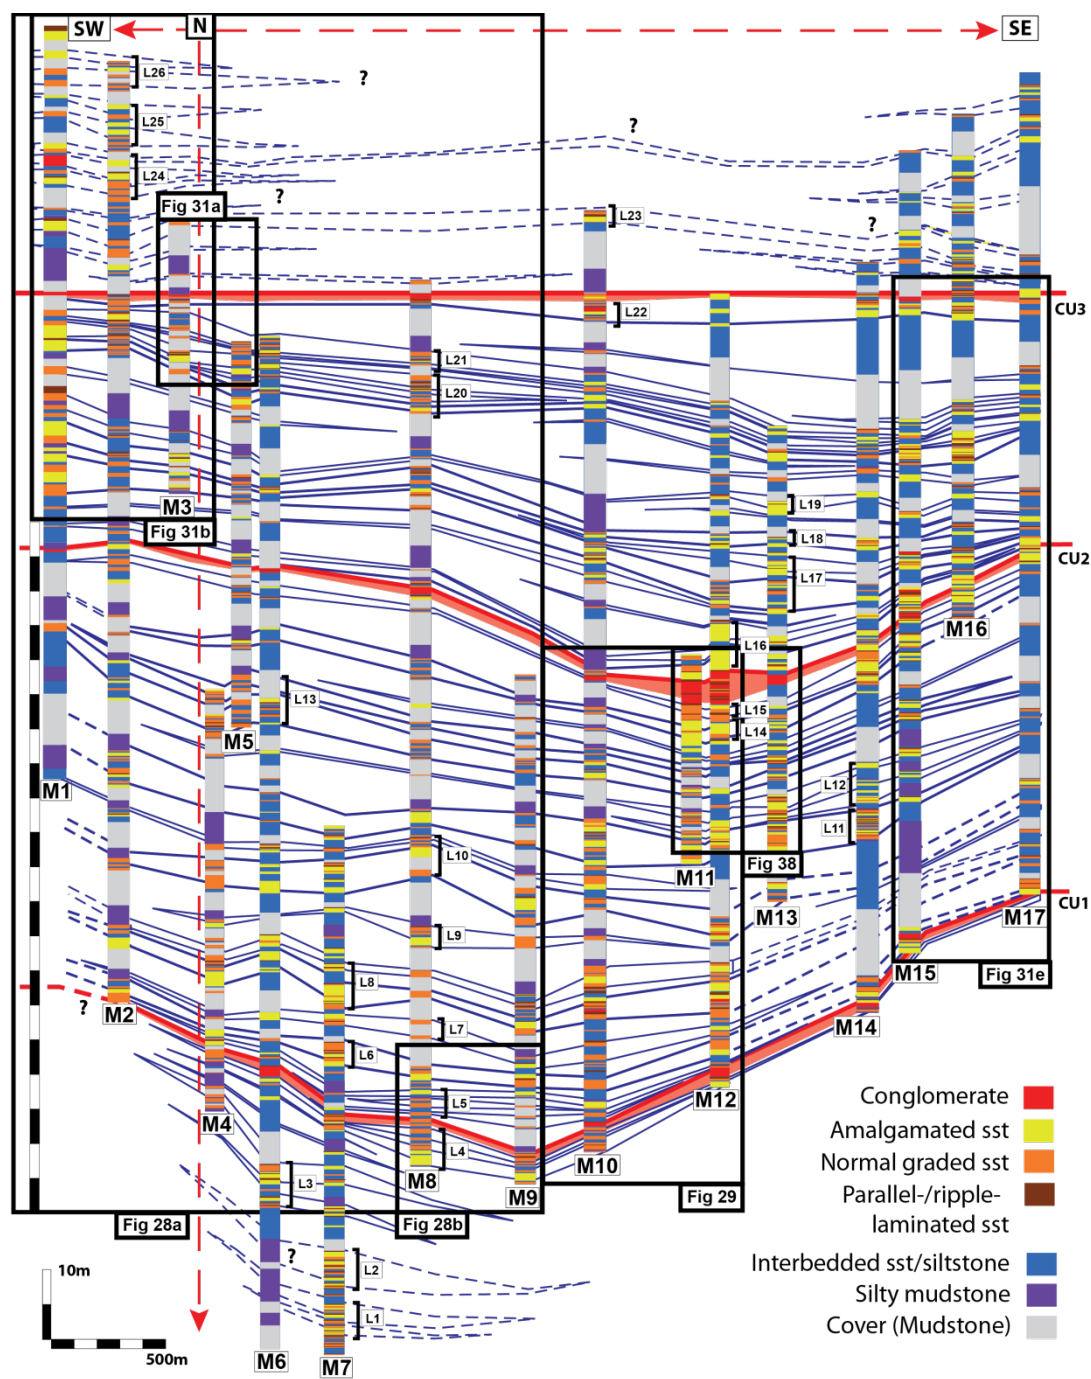 SW
N
SE
L26
?
L25
?
L24
?
Fig 31a
L23
?
CU3
L22
L21
L20
M3
L19
Fig 31b
L18
CU2
L17
M16
L16
L13
L15
M5
L14
M1
L12
L11
L10
Fig 38
M11
CU1
M13
M17
L9
M15
Fig 31e
L8
?
M2
M14
L7
L6
M12
L5
M4
L4
M10
M8
L3
M9
Fig 29
Fig 28a
Fig 28b
?
L2
L1
10m
500m
M6
M7
Conglomerate
Amalgamated sst
Normal graded sst
Parallel-/ripple-
laminated sst
Interbedded sst/siltstone
Silty mudstone
Cover (Mudstone)